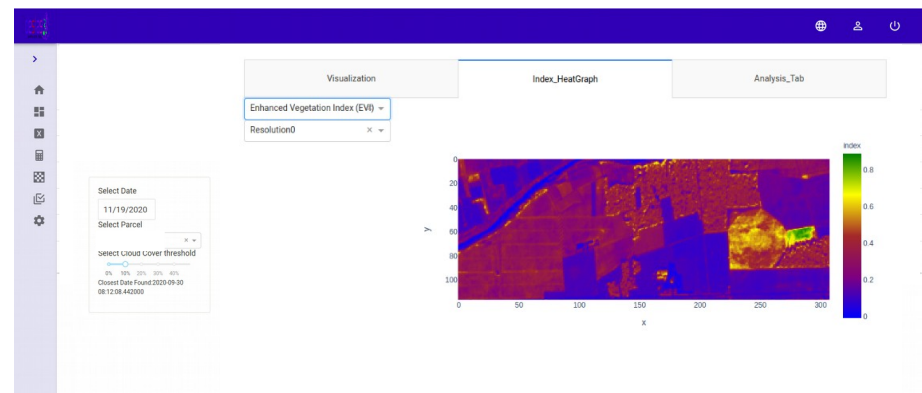 Visualization
Index_HeatGraph
Analysis_Tab
Enhanced Vegetation Index (EVI)
Resolution0
Select Date
11/19/2020
Select Parcel
Select Cloud Cover threshold
0% 10% 20% 30% 40%
Closest Date Found:2020-09-30
08:12:08.442000
0
20
40
60
80
100
y
0 50 100 150 200 250 300
x
index
0.8
0.6
0.4
0.2
0